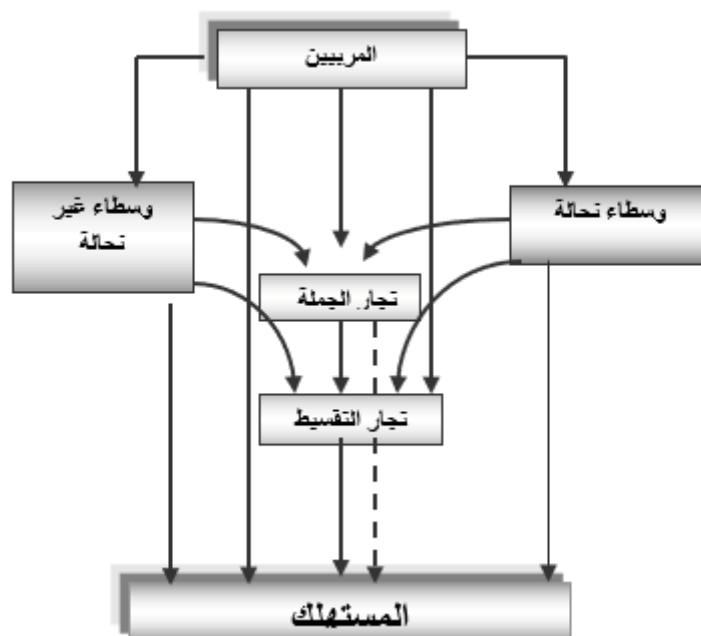 المربيين
وسطاء نحالة
وسطاء غير
نحالة
تجار الجملة
تجار التقسيط
المستهلك